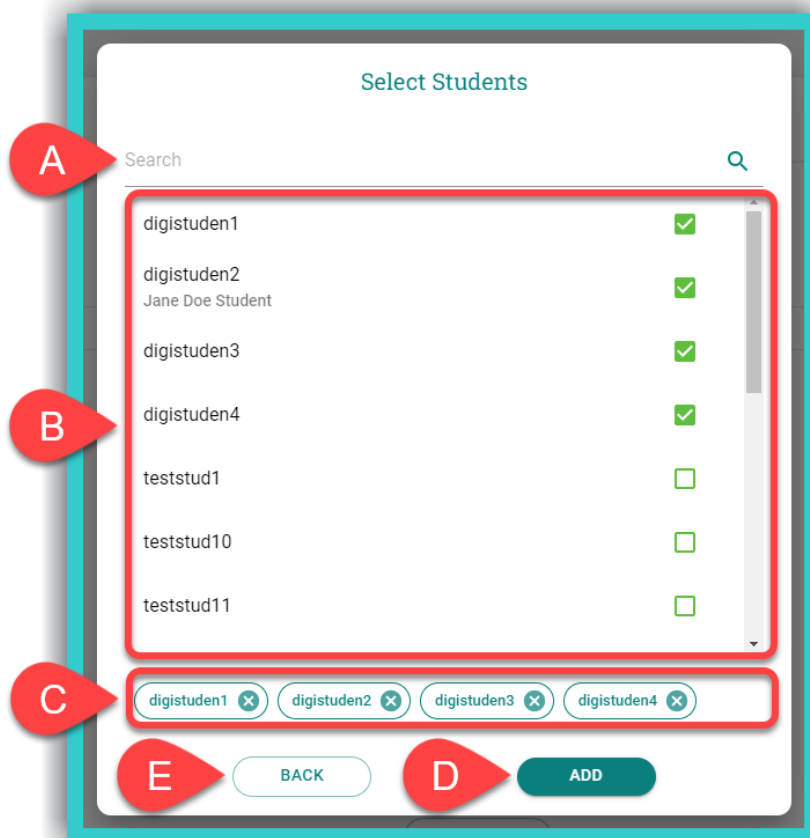 Select Students
A
Search
digistuden1
digistuden2
Jane Doe Student
digistuden3
B
digistuden4
teststud1
teststud10
teststud11
C
digistuden1 digistuden2 digistuden3 digistuden4
E BACK D ADD